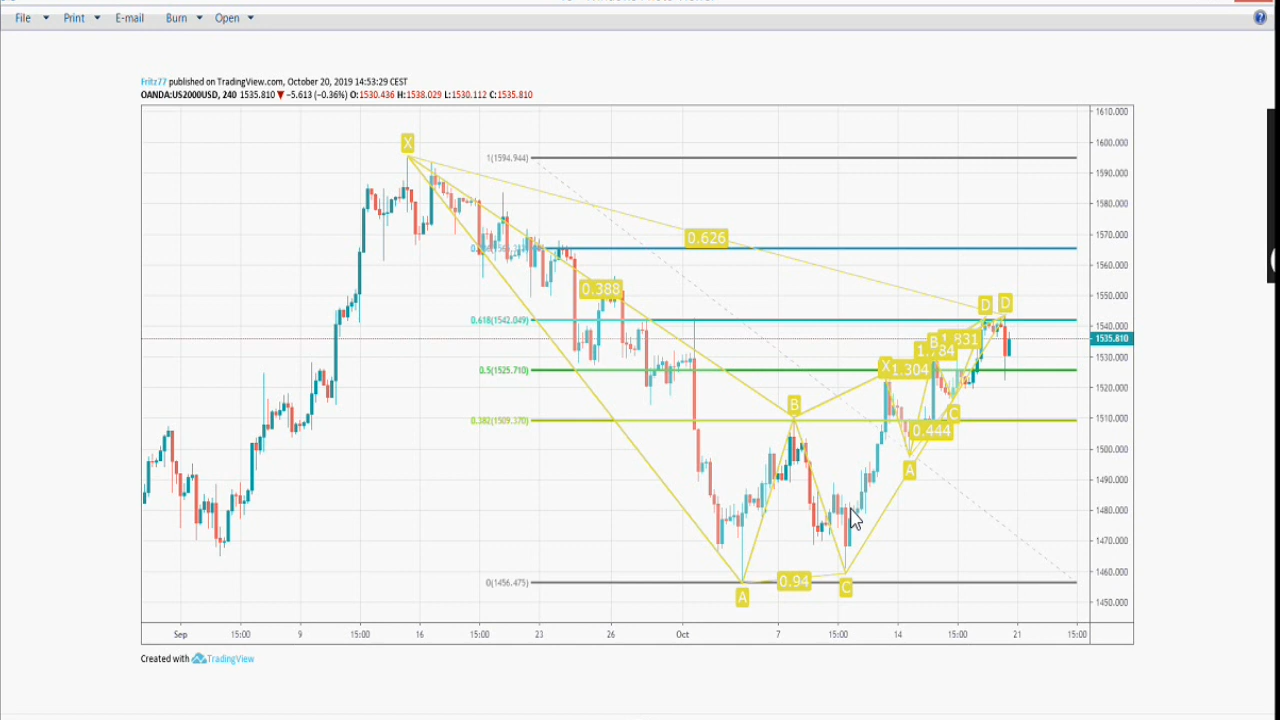 File Print E-mail Burn Open
Fritz77 published on TradingView.com, October 20, 2019 14:53:29 CEST
OANDA:US2000USD, 240 1535.810 ▼ −5.613 (−0.36%) O:1530.436 H:1538.029 L:1530.112 C:1535.810
1610.000
X
1600.000
1(1594.944)
1590.000
1580.000
1570.000
0.626
1560.000
0.388
1550.000
D D
0.618(1542.049)
1540.000
1535.810
B 1.831
1530.000
0.5(1525.710)
X 1.304
1520.000
B
C
1510.000
0.382(1509.370)
0.444
1500.000
A
1490.000
1480.000
1470.000
1460.000
0(1456.475)
0.94
A C
1450.000
Sep 15:00 9 15:00 16 15:00 23 26 Oct 7 15:00 14 15:00 21 15:00
Created with TradingView